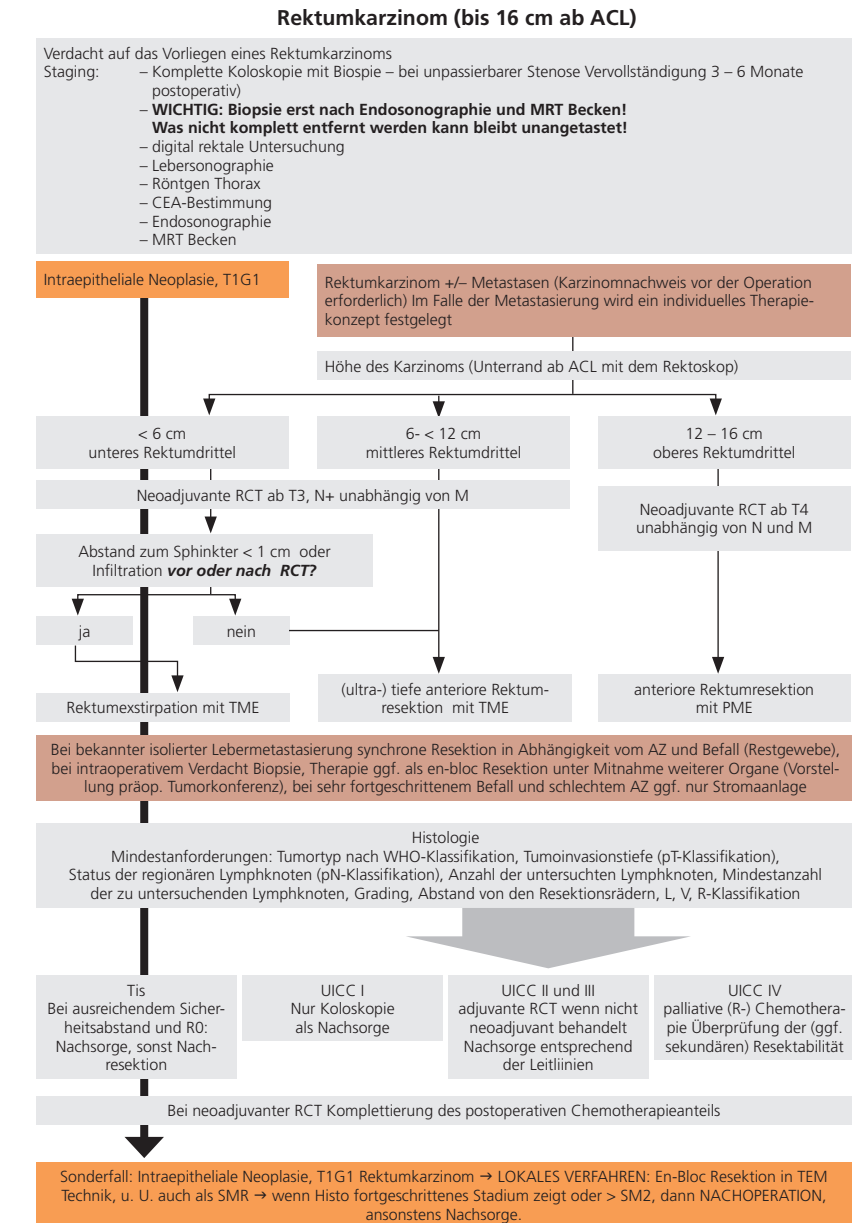 Rektumkarzinom (bis 16 cm ab ACL)
Verdacht auf das Vorliegen eines Rektumkarzinoms
Staging: – Komplette Koloskopie mit Biospie – bei unpassierbarer Stenose Vervollständigung 3 – 6 Monate
postoperativ)
– WICHTIG: Biopsie erst nach Endosonographie und MRT Becken!
Was nicht komplett entfernt werden kann bleibt unangetastet!
– digital rektale Untersuchung
– Lebersonographie
– Röntgen Thorax
– CEA-Bestimmung
– Endosonographie
– MRT Becken
Intraepitheliale Neoplasie, T1G1
Rektumkarzinom +/– Metastasen (Karzinomnachweis vor der Operation
erforderlich) Im Falle der Metastasierung wird ein individuelles Therapie-
konzept festgelegt
Höhe des Karzinoms (Unterrand ab ACL mit dem Rektoskop)
< 6 cm
unteres Rektumdrittel
6- < 12 cm
mittleres Rektumdrittel
12 – 16 cm
oberes Rektumdrittel
Neoadjuvante RCT ab T3, N+ unabhängig von M
Neoadjuvante RCT ab T4
unabhängig von N und M
Abstand zum Sphinkter < 1 cm oder
Infiltration vor oder nach RCT?
ja
nein
Rektumexstirpation mit TME
(ultra-) tiefe anteriore Rektum-
resektion mit TME
anteriore Rektumresektion
mit PME
Bei bekannter isolierter Lebermetastasierung synchrone Resektion in Abhängigkeit vom AZ und Befall (Restgewebe),
bei intraoperativem Verdacht Biopsie, Therapie ggf. als en-bloc Resektion unter Mitnahme weiterer Organe (Vorstel-
lung präop. Tumorkonferenz), bei sehr fortgeschrittenem Befall und schlechtem AZ ggf. nur Stromaanlage
Histologie
Mindestanforderungen: Tumortyp nach WHO-Klassifikation, Tumoinvasionstiefe (pT-Klassifikation),
Status der regionären Lymphknoten (pN-Klassifikation), Anzahl der untersuchten Lymphknoten, Mindestanzahl
der zu untersuchenden Lymphknoten, Grading, Abstand von den Resektionsrädern, L, V, R-Klassifikation
Tis
Bei ausreichendem Sicher-
heitsabstand und R0:
Nachsorge, sonst Nach-
resektion
UICC I
Nur Koloskopie
als Nachsorge
UICC II und III
adjuvante RCT wenn nicht
neoadjuvant behandelt
Nachsorge entsprechend
der Leitliinien
UICC IV
palliative (R-) Chemothera-
pie Überprüfung der (ggf.
sekundären) Resektabilität
Bei neoadjuvanter RCT Komplettierung des postoperativen Chemotherapieanteils
Sonderfall: Intraepitheliale Neoplasie, T1G1 Rektumkarzinom → LOKALES VERFAHREN: En-Bloc Resektion in TEM
Technik, u. U. auch als SMR → wenn Histo fortgeschrittenes Stadium zeigt oder > SM2, dann NACHOPERATION,
ansonstens Nachsorge.